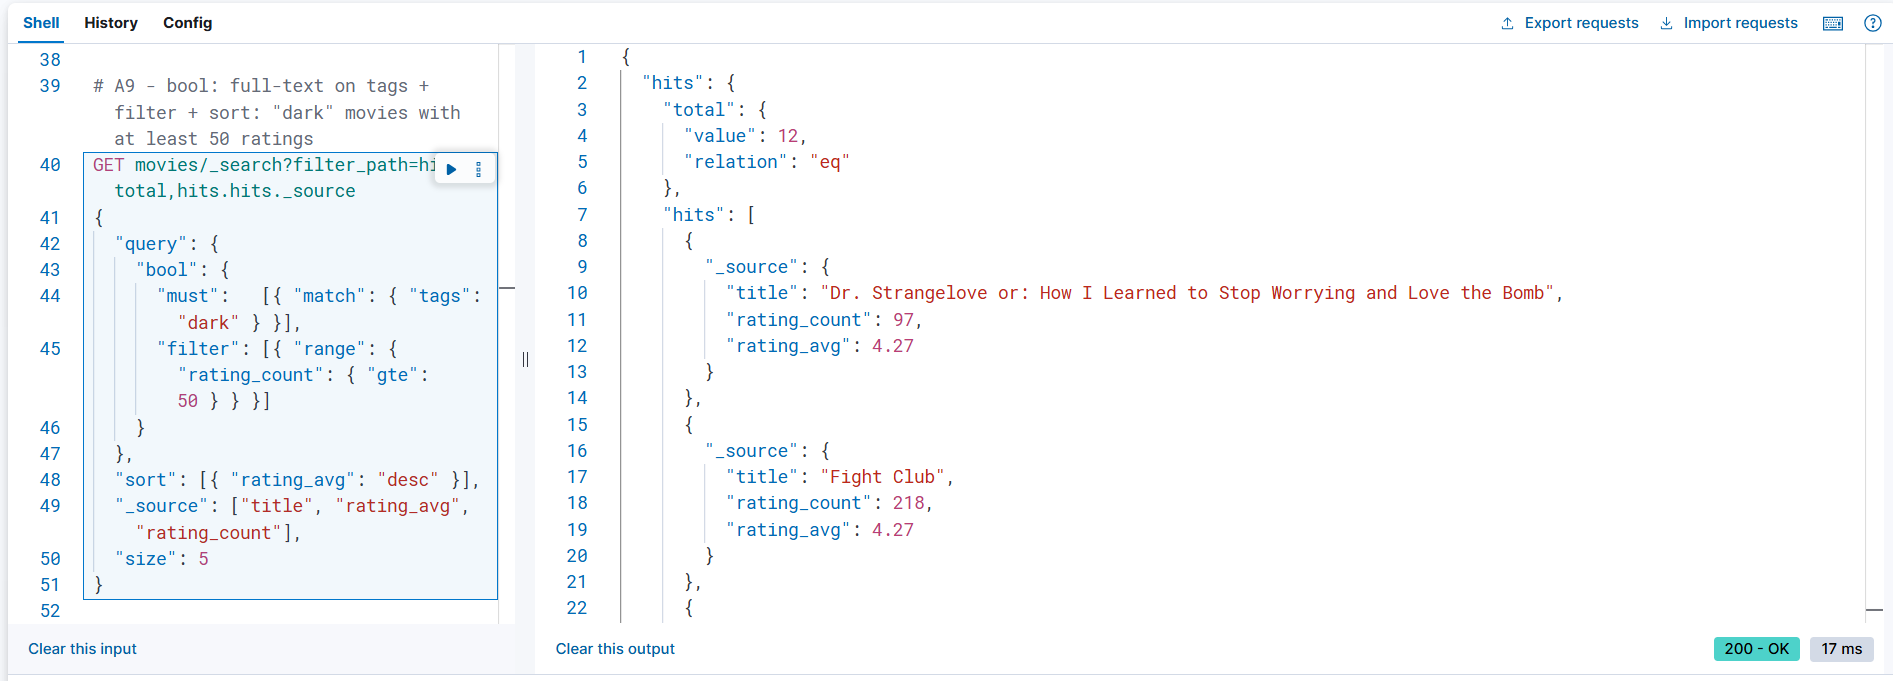 Shell History Config
Export requests Import requests
38
39 # A9 - bool: full-text on tags +
filter + sort: "dark" movies with
at least 50 ratings
40 GET movies/_search?filter_path=hi
total,hits.hits._source
41 {
42 "query": {
43 "bool": {
44 "must": [{ "match": { "tags":
"dark" } }],
45 "filter": [{ "range": {
"rating_count": { "gte":
50 } } }]
46 }
47 },
48 "sort": [{ "rating_avg": "desc" }],
49 "_source": ["title", "rating_avg",
"rating_count"],
50 "size": 5
51 }
52
Clear this input
1 {
2 "hits": {
3 "total": {
4 "value": 12,
5 "relation": "eq"
6 },
7 "hits": [
8 {
9 "_source": {
10 "title": "Dr. Strangelove or: How I Learned to Stop Worrying and Love the Bomb",
11 "rating_count": 97,
12 "rating_avg": 4.27
13 }
14 },
15 {
16 "_source": {
17 "title": "Fight Club",
18 "rating_count": 218,
19 "rating_avg": 4.27
20 }
21 },
22 {
Clear this output
200 - OK 17 ms